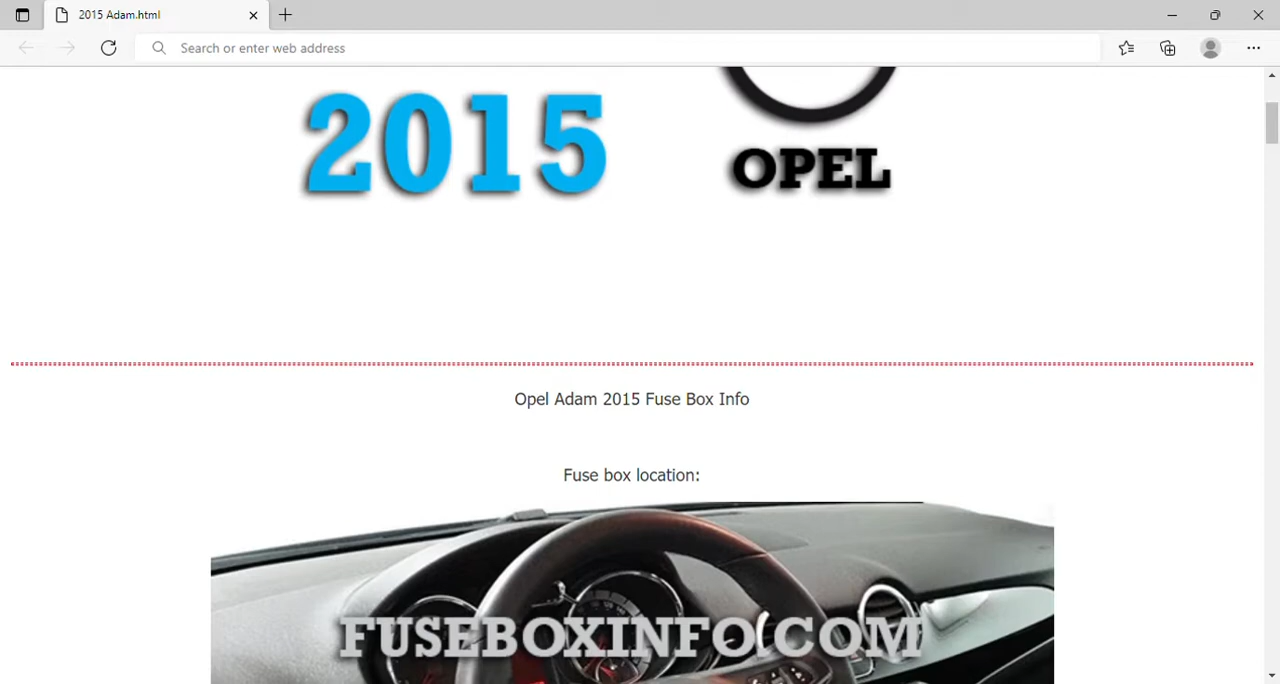 2015 Adam.html
Search or enter web address
2015
OPEL
Opel Adam 2015 Fuse Box Info
Fuse box location:
FUSEBOXINFO.COM